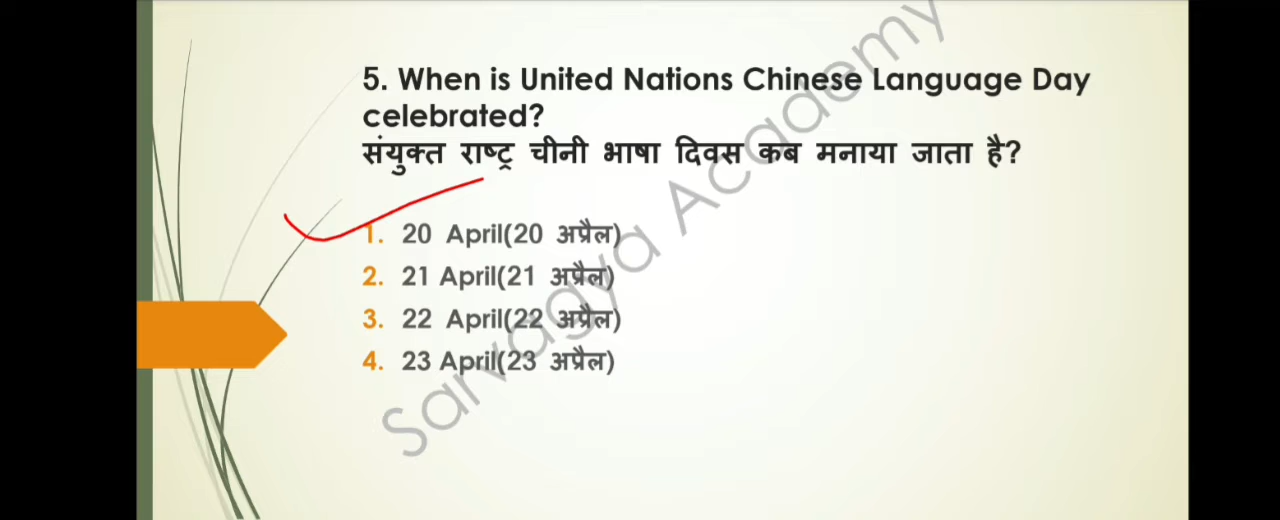 5. When is United Nations Chinese Language Day
celebrated?
संयुक्त राष्ट्र चीनी भाषा दिवस कब मनाया जाता है?
1. 20 April(20 अप्रैल)
2. 21 April(21 अप्रैल)
3. 22 April(22 अप्रैल)
4. 23 April(23 अप्रैल)
Sarvagya Academy